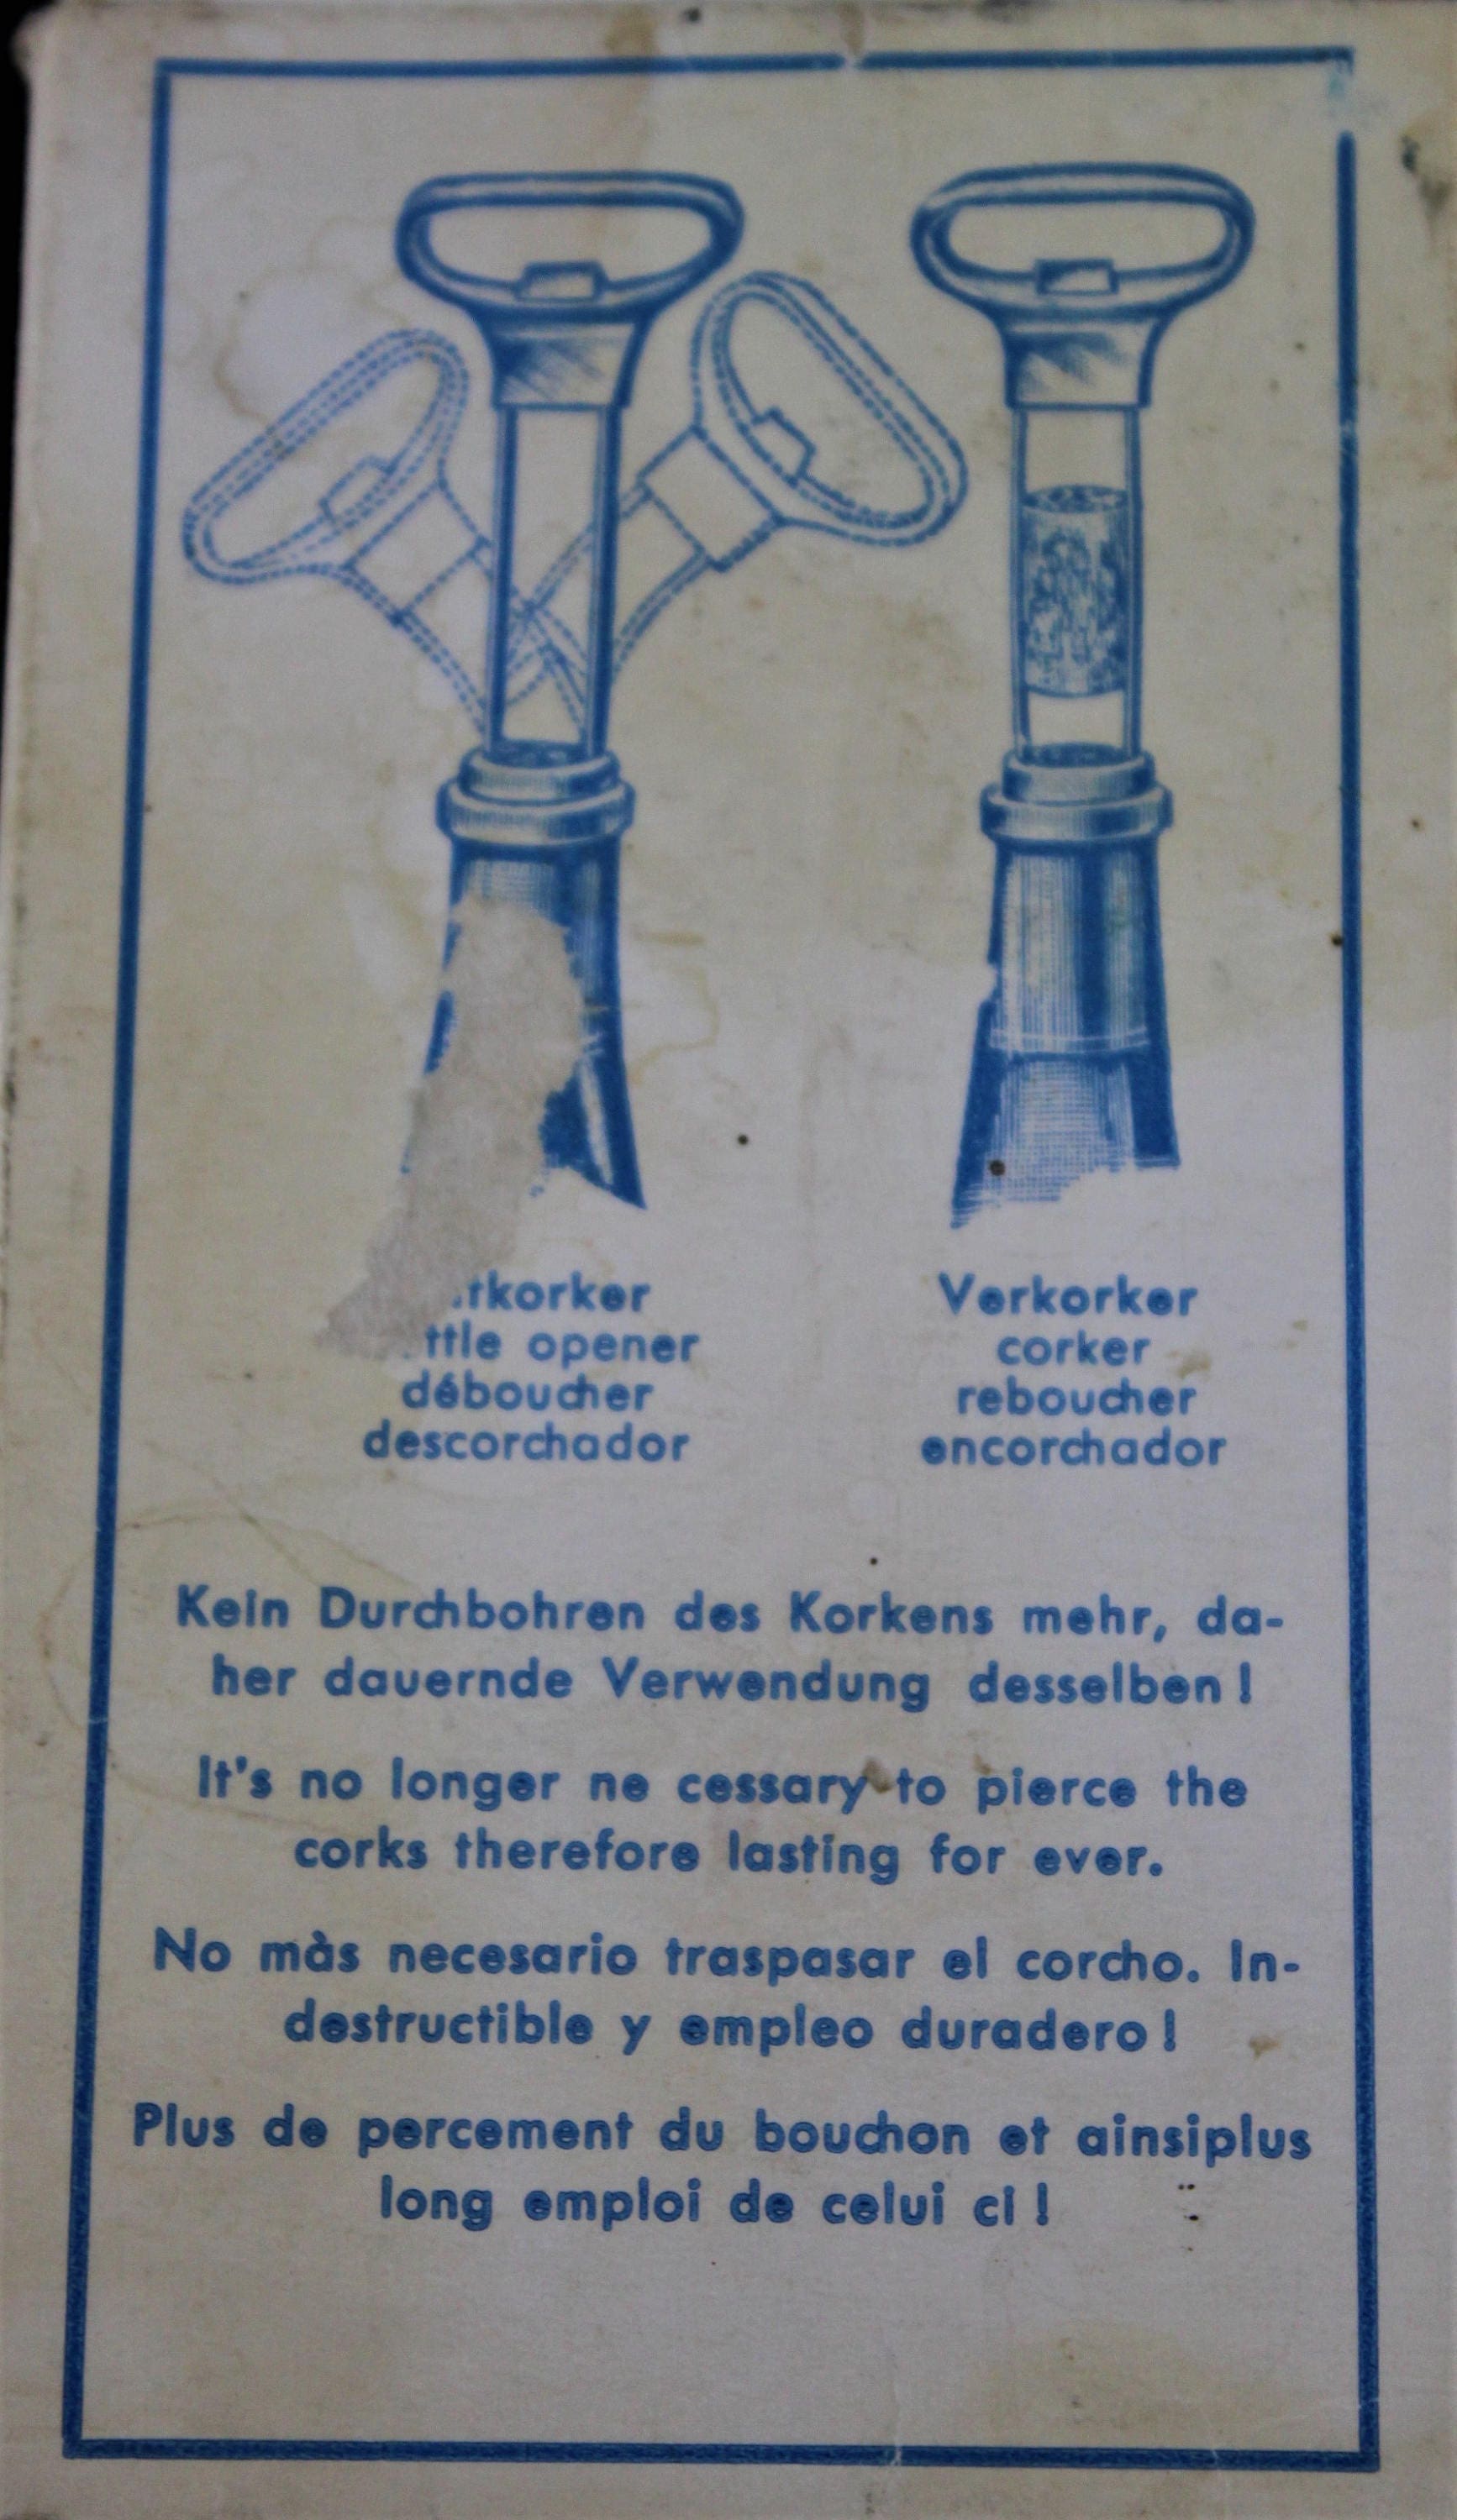 opener
déboucher
descorchador
Verkorker
corker
reboucher
encorchador
Kein Durchbohren des Korkens mehr, da-
her dauernde Verwendung desselben!
It's no longer ne cessary to pierce the
corks therefore lasting for ever.
No màs necesario traspasar el corcho. In-
destructible y empleo duradero!
Plus de percement du bouchon et ainsiplus
long emploi de celui ci!